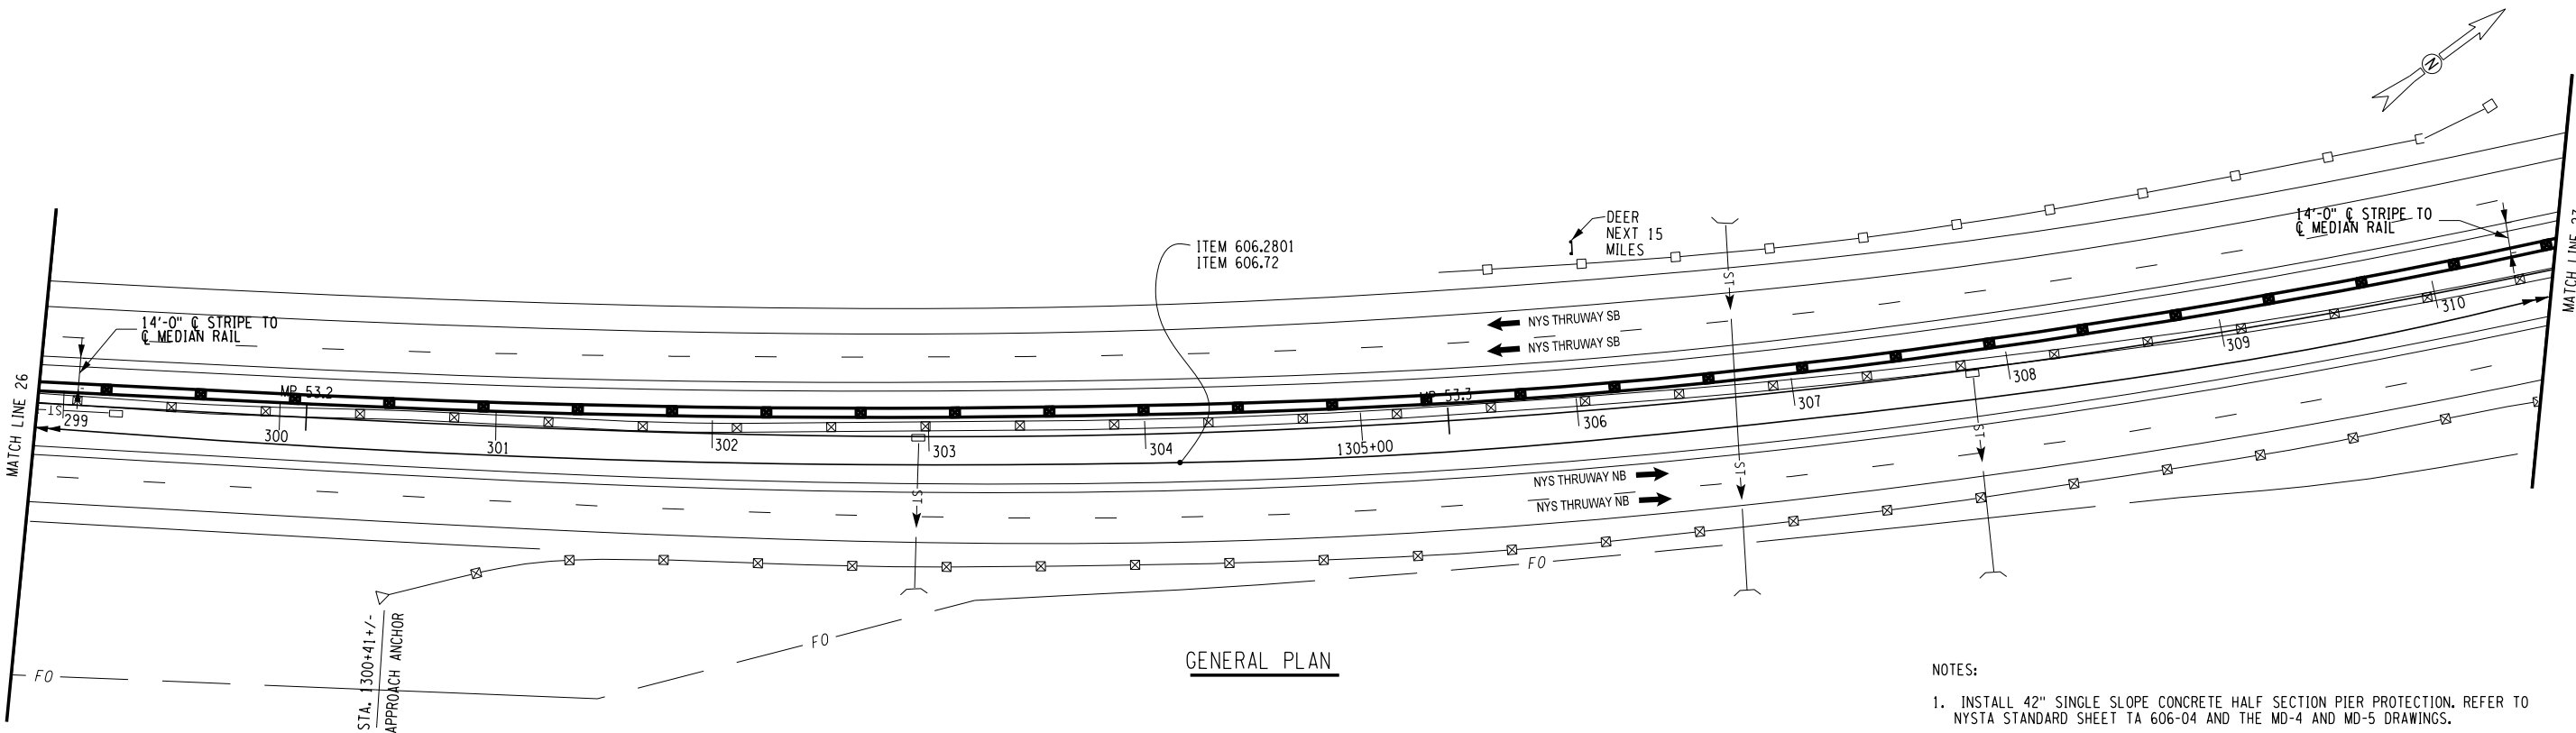 N
DEER
NEXT 15
MILES
14'-0" ℄ STRIPE TO
℄ MEDIAN RAIL
ITEM 606.2801
ITEM 606.72
ST
NYS THRUWAY SB
NYS THRUWAY SB
14'-0" ℄ STRIPE TO
℄ MEDIAN RAIL
MATCH LINE 26
MATCH LINE
MP 53.2
MP 53.3
ST
299
300
301
302
303
304
1305+00
306
307
308
309
310
ST
ST
ST
NYS THRUWAY NB
NYS THRUWAY NB
FO
FO
FO
STA. 1300+41+/-
APPROACH ANCHOR
GENERAL PLAN
NOTES:
1. INSTALL 42" SINGLE SLOPE CONCRETE HALF SECTION PIER PROTECTION. REFER TO
NYSTA STANDARD SHEET TA 606-04 AND THE MD-4 AND MD-5 DRAWINGS.